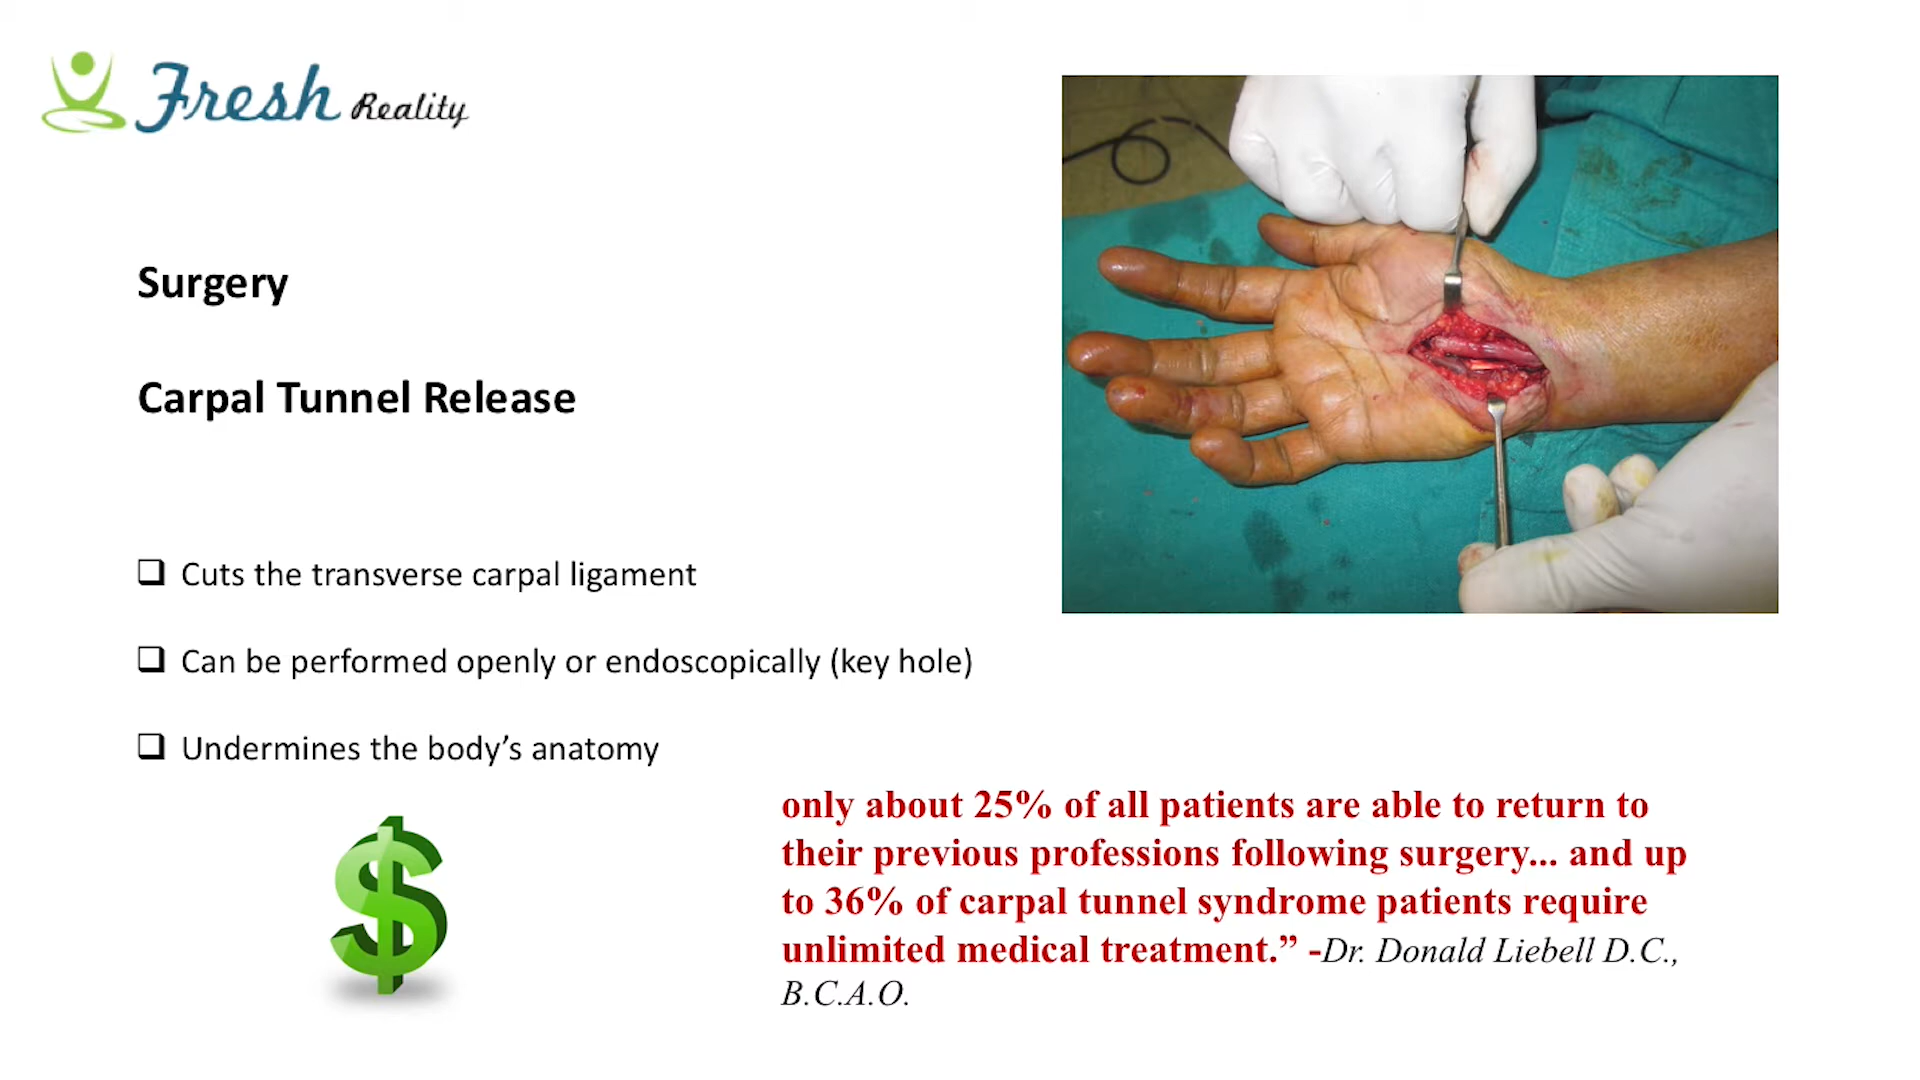 Fresh Reality
Surgery
Carpal Tunnel Release
Cuts the transverse carpal ligament
Can be performed openly or endoscopically (key hole)
Undermines the body’s anatomy
only about 25% of all patients are able to return to
their previous professions following surgery... and up
to 36% of carpal tunnel syndrome patients require
unlimited medical treatment.” -Dr. Donald Liebell D.C.,
B.C.A.O.